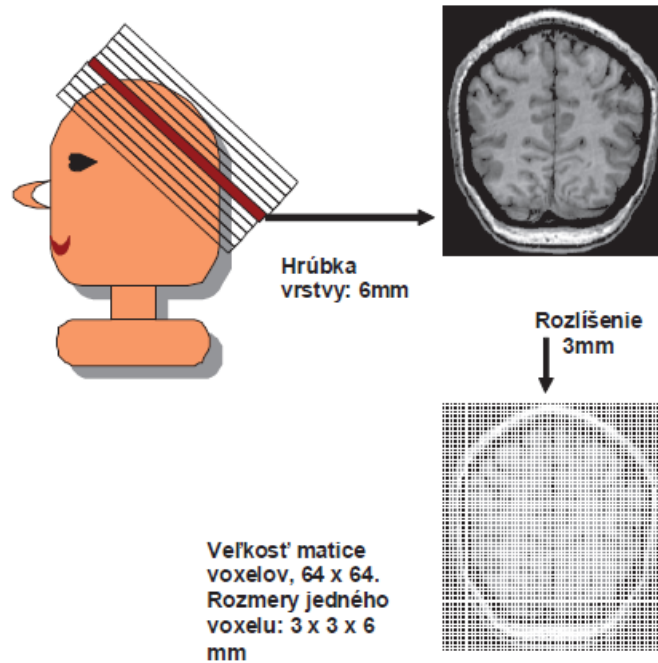 Hrúbka
vrstvy: 6mm
Rozlíšenie
3mm
Veľkosť matice
voxelov, 64 x 64.
Rozmery jedného
voxelu: 3 x 3 x 6
mm